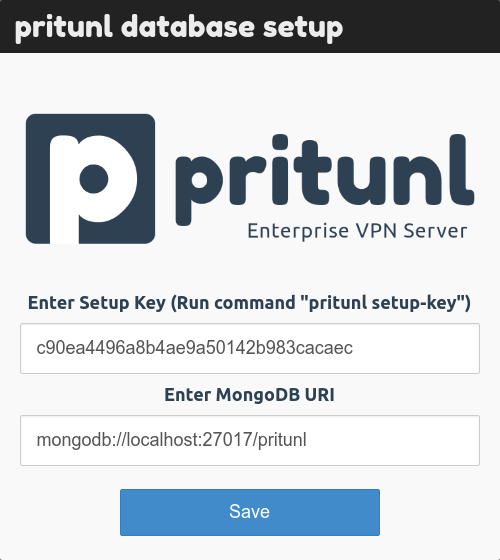 pritunl database setup
p pritunl
Enterprise VPN Server
Enter Setup Key (Run command "pritunl setup-key")
c90ea4496a8b4ae9a50142b983cacaec
Enter MongoDB URI
mongodb://localhost:27017/pritunl
Save